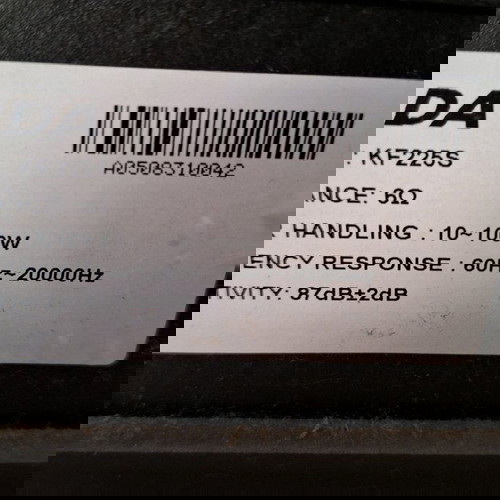 DA
A0508310042
KF225S
NCE: 8Ω
HANDLING : 10~100W
ENCY RESPONSE : 60Hz~20000Hz
IVITY: 87dB±2dB